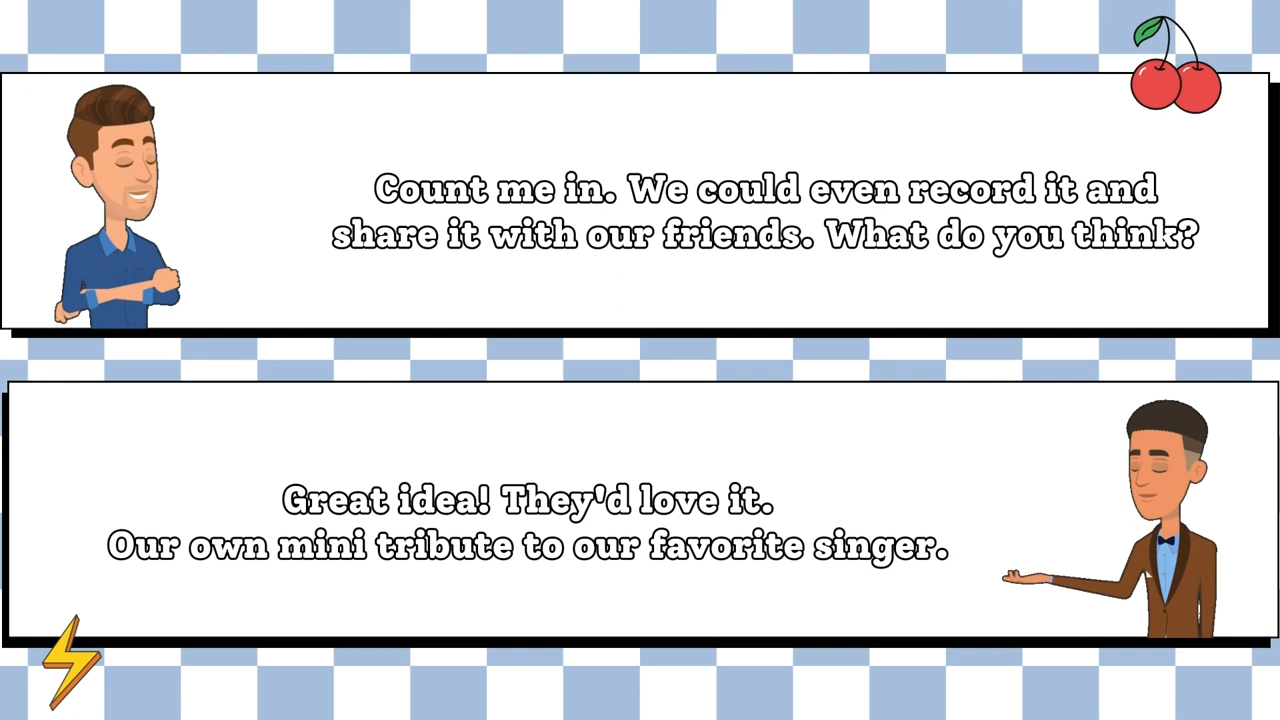 Count me in. We could even record it and
share it with our friends. What do you think?
Great idea! They'd love it.
Our own mini tribute to our favorite singer.